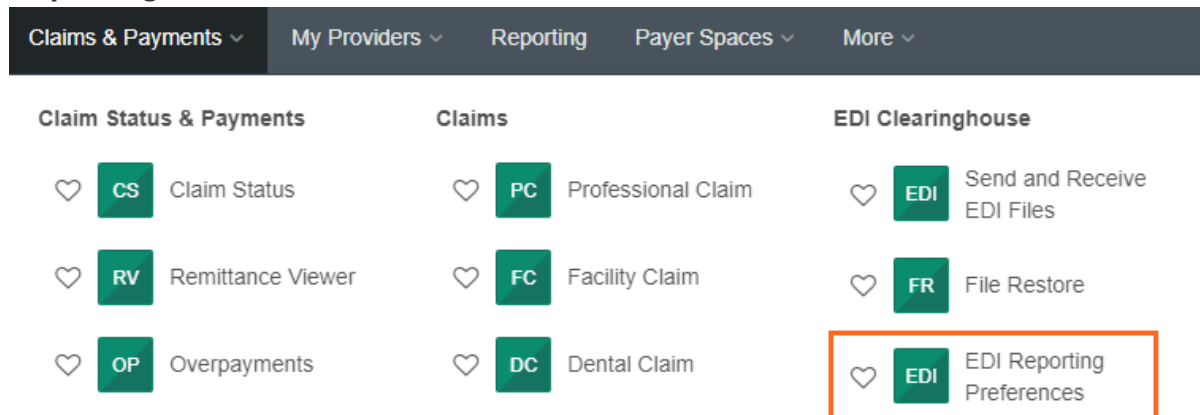 Claims & Payments
My Providers
Reporting
Payer Spaces
More
Claim Status & Payments
Claims
EDI Clearinghouse
CS Claim Status
PC Professional Claim
EDI Send and Receive
EDI Files
RV Remittance Viewer
FC Facility Claim
FR File Restore
OP Overpayments
DC Dental Claim
EDI EDI Reporting
Preferences